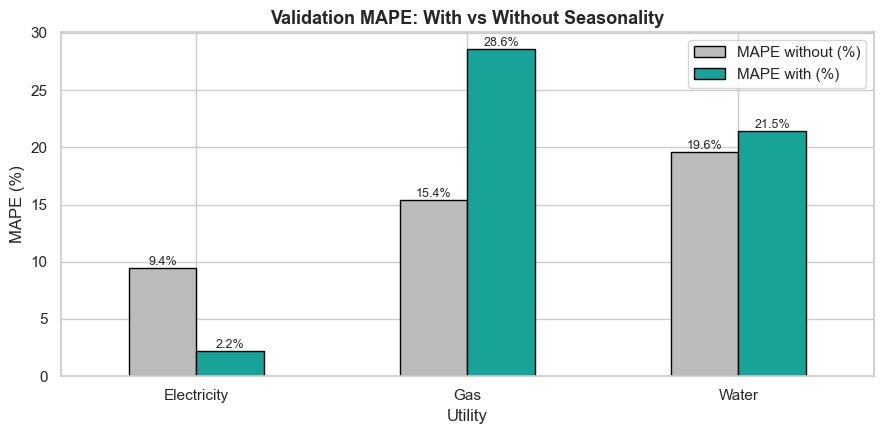 Validation MAPE: With vs Without Seasonality
MAPE without (%)
MAPE with (%)
MAPE (%)
30
25
20
15
10
5
0
9.4%
2.2%
15.4%
28.6%
19.6%
21.5%
Electricity
Gas
Water
Utility